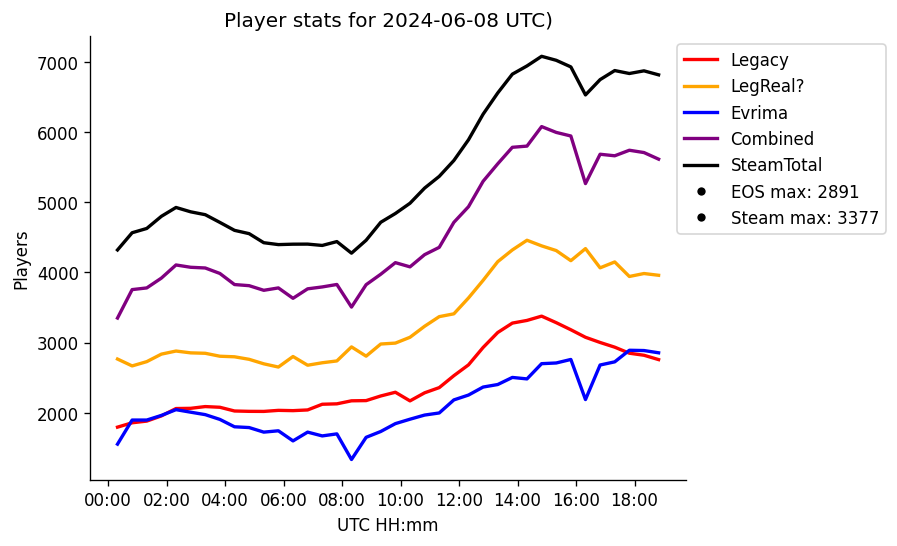 Player stats for 2024-06-08 UTC)
7000
6000
5000
4000
3000
2000
Players
00:00 02:00 04:00 06:00 08:00 10:00 12:00 14:00 16:00 18:00
UTC HH:mm
Legacy
LegReal?
Evrima
Combined
SteamTotal
EOS max: 2891
Steam max: 3377